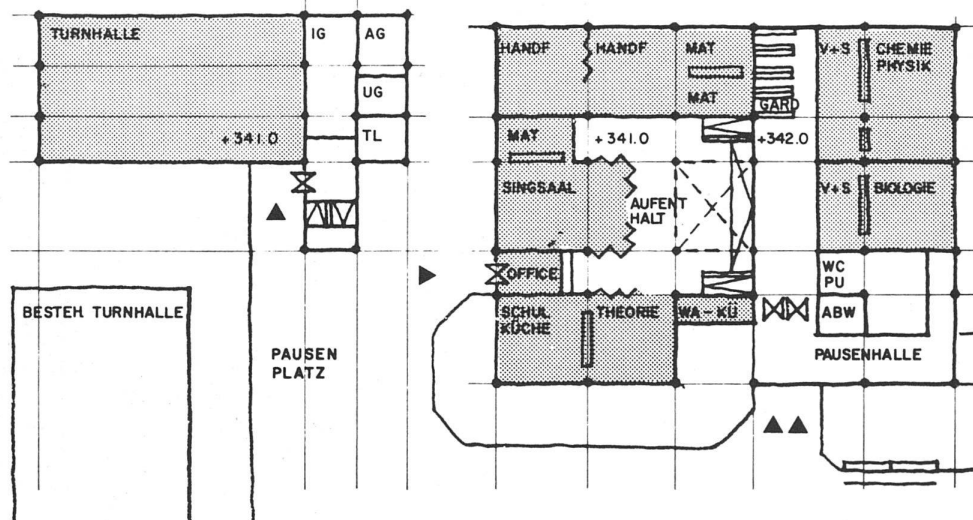 TURNHALLE
IG
AG
UG
TL
+341.0
HANDF
HANDF
MAT
MAT
GARD
V+S
CHEMIE
PHYSIK
MAT
+341.0
+342.0
SINGSAAL
AUFENT
HALT
V+S
BIOLOGIE
OFFICE
WC
PU
BESTEH. TURNHALLE
SCHUL
KÜCHE
THEORIE
WA-KÜ
ABW
PAUSEN
PLATZ
PAUSENHALLE